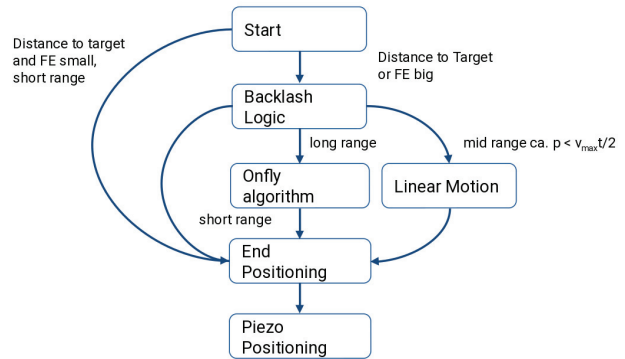 Start
Distance to target
and FE small,
short range
Distance to Target
or FE big
Backlash
Logic
long range
mid range ca. p < vmaxt/2
Onfly
algorithm
Linear Motion
short range
End
Positioning
Piezo
Positioning